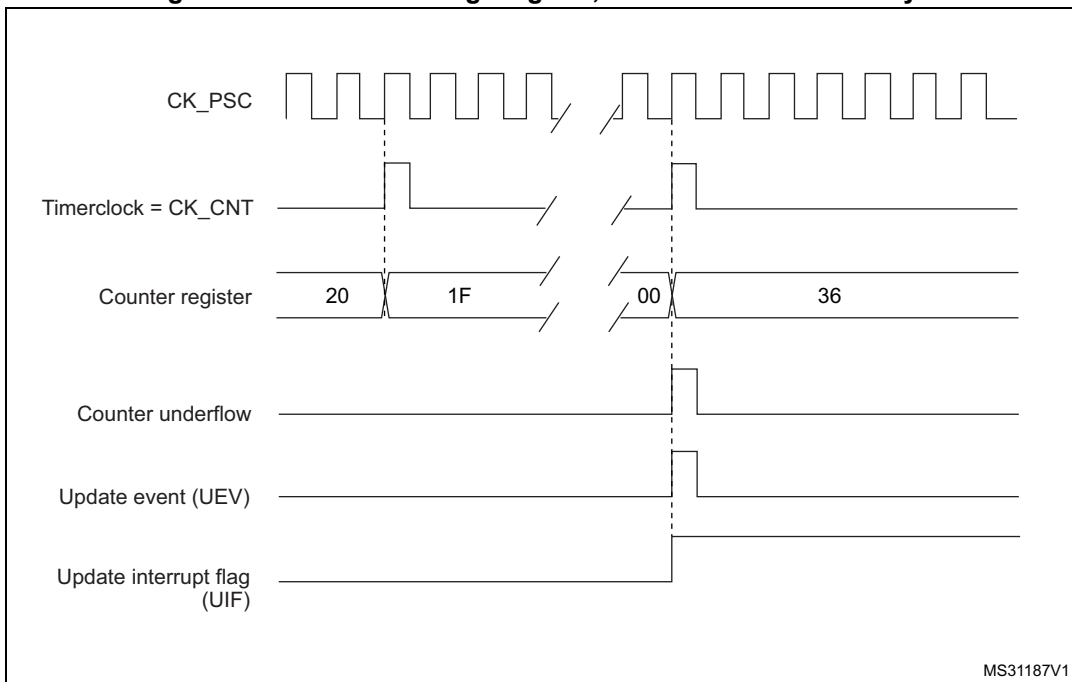 CK_PSC
Timerclock = CK_CNT
Counter register
20
1F
00
36
Counter underflow
Update event (UEV)
Update interrupt flag
(UIF)
MS31187V1